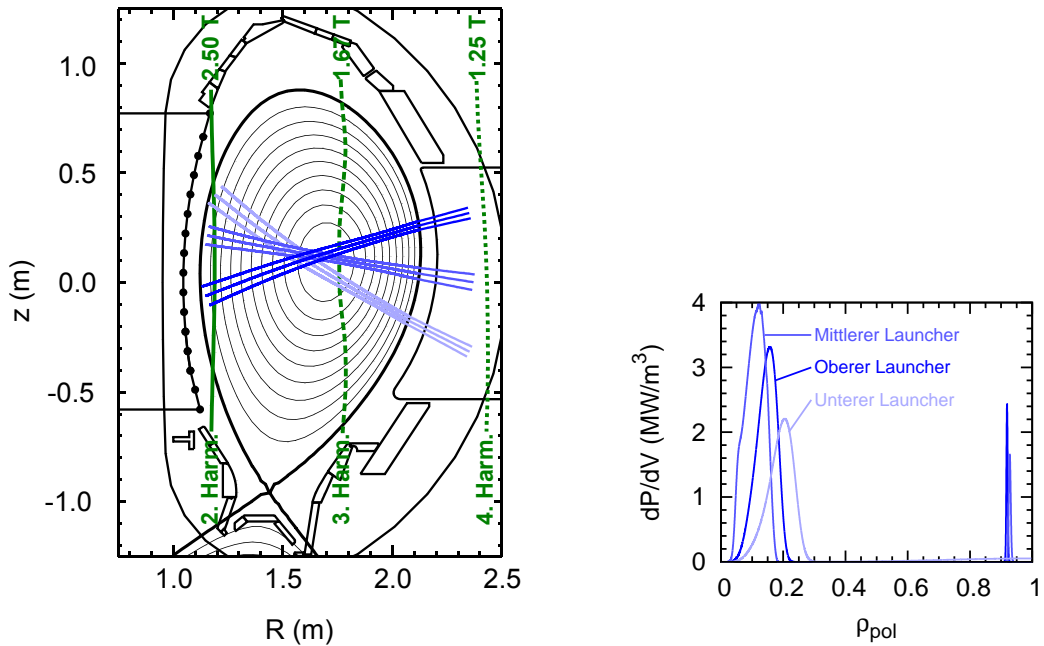 2.50 T
1.67 T
1.25 T
1.0
0.5
0.0
-0.5
-1.0
z (m)
2. Harm.
3. Harm.
4. Harm.
1.0
1.5
2.0
2.5
R (m)
4
3
2
1
0
dP/dV (MW/m³)
Mittlerer Launcher
Oberer Launcher
Unterer Launcher
0
0.2
0.4
0.6
0.8
1
ρpol